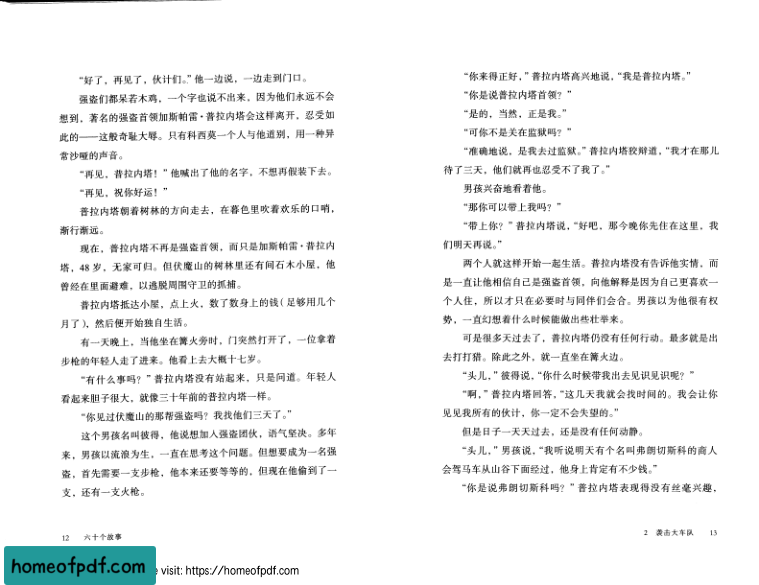 “好了，再见了，伙计们。”他一边说，一边走到门口。
强盗们都呆若木鸡，一个字也说不出来，因为他们永远不会
想到，著名的强盗首领加斯帕雷·普拉内塔会这样离开，忍受如
此的——这般奇耻大辱。只有科西莫一个人与他道别，用一种异
常沙哑的声音。
“再见，普拉内塔！”他喊出了他的名字，不想再假装下去。
“再见，祝你好运！”
普拉内塔朝着树林的方向走去，在暮色里吹着欢乐的口哨，
渐行渐远。
现在，普拉内塔不再是强盗首领，而只是加斯帕雷·普拉内
塔，48 岁，无家可归。但伏魔山的树林里还有间石木小屋，他
曾经在里面避难，以逃脱周围守卫的抓捕。
普拉内塔抵达小屋，点上火，数了数身上的钱（足够用几个
月了），然后便开始独自生活。
有一天晚上，当他坐在篝火旁时，门突然打开了，一位拿着
步枪的年轻人走了进来。他看上去大概十七岁。
“有什么事吗？”普拉内塔没有站起来，只是问道。年轻人
看起来胆子很大，就像三十年前的普拉内塔一样。
“你见过伏魔山的那帮强盗吗？我找他们三天了。”
这个男孩名叫彼得，他说想加入强盗团伙，语气坚决。多年
来，男孩以流浪为生，一直在思考这个问题。但想要成为一名强
盗，首先需要一支步枪，他本来还要等等的，但现在他偷到了一
支，还有一支火枪。
12 六十个故事
“你来得正好，”普拉内塔高兴地说，“我是普拉内塔。”
“你是说普拉内塔首领？”
“是的，当然，正是我。”
“可你不是关在监狱吗？”
“准确地说，是我去过监狱。”普拉内塔狡辩道，“我才在那儿
待了三天，他们就再也忍受不了我了。”
男孩兴奋地看着他。
“那你可以带上我吗？”
“带上你？”普拉内塔说，“好吧，那今晚你先住在这里，我
们明天再说。”
两个人就这样开始一起生活。普拉内塔没有告诉他实情，而
是一直让他相信自己是强盗首领，向他解释是因为自己更喜欢一
个人住，所以才只在必要时与同伴们会合。男孩以为他很有权
势，一直幻想着什么时候能做出些壮举来。
可是很多天过去了，普拉内塔仍没有任何行动。最多就是出
去打打猎。除此之外，就一直坐在篝火边。
“头儿，”彼得说，“你什么时候带我出去见识见识呢？”
“啊，”普拉内塔回答，“这几天我就会找时间的。我会让你
见见我所有的伙计，你一定不会失望的。”
但是日子一天天过去，还是没有任何动静。
“头儿，”男孩说，“我听说明天有个名叫弗朗切斯科的商人
会驾马车从山谷下面经过，他身上肯定有不少钱。”
“你是说弗朗切斯科吗？”普拉内塔表现得没有丝毫兴趣，
2 袭击大车队 13
homeofpdf.com
e visit: https://homeofpdf.com